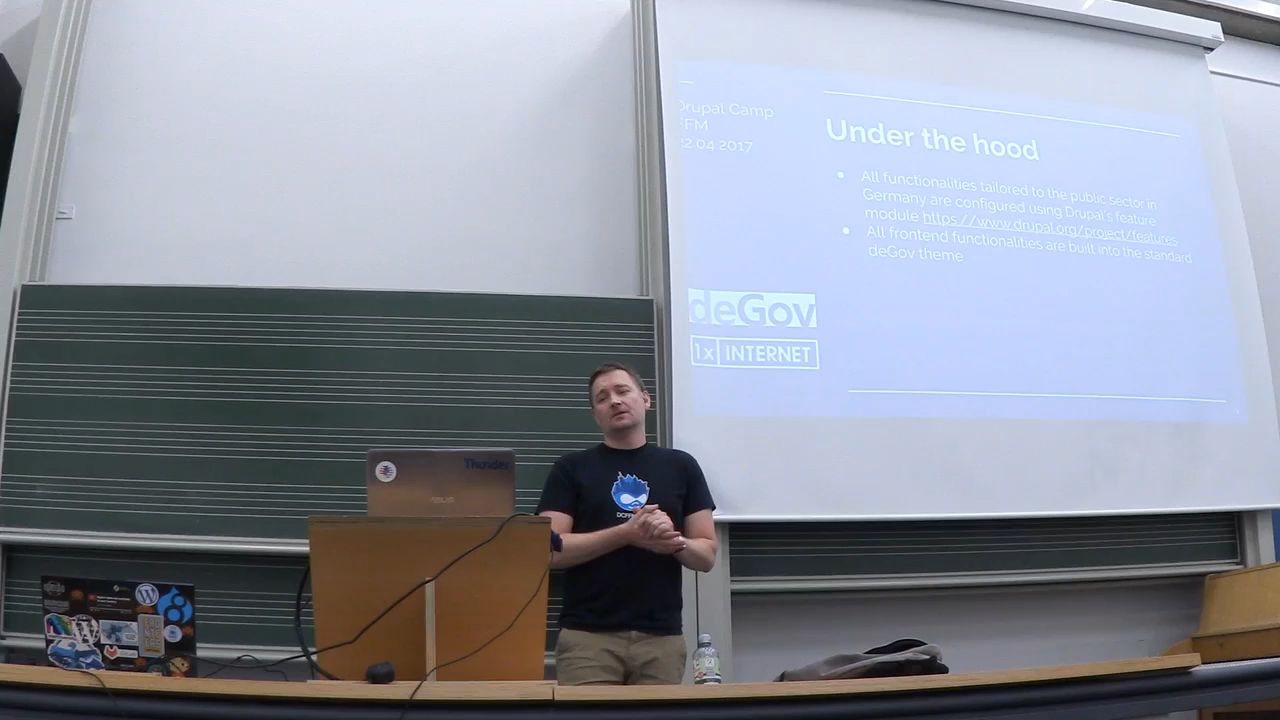 Drupal Camp
FFM
22.04.2017
Under the hood
All functionalities tailored to the public sector in
Germany are configured using Drupal's feature
module https://www.drupal.org/project/features
All frontend functionalities are built into the standard
deGov theme
deGov
1x INTERNET
Thunder
ASUS